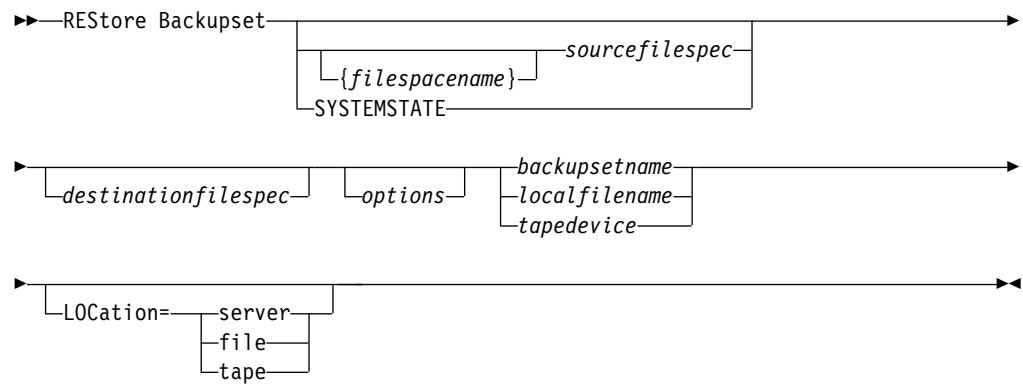 REStore Backupset
sourcefilespec
{filespacename}
SYSTEMSTATE
backupsetname
destinationfilespec
options
localfilename
tapedevice
LOCation=
server
file
tape